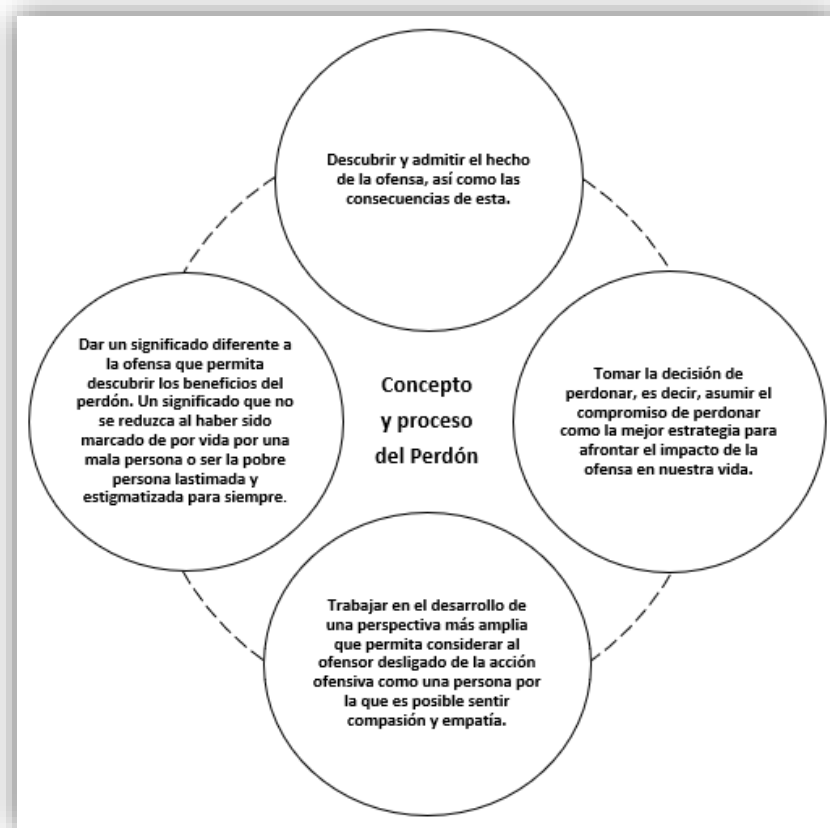 Descubrir y admitir el hecho
de la ofensa, así como las
consecuencias de esta.
Tomar la decisión de
perdonar, es decir, asumir el
compromiso de perdonar
como la mejor estrategia para
afrontar el impacto de la
ofensa en nuestra vida.
Trabajar en el desarrollo de
una perspectiva más amplia
que permita considerar al
ofensor desligado de la acción
ofensiva como una persona por
la que es posible sentir
compasión y empatía.
Dar un significado diferente a
la ofensa que permita
descubrir los beneficios del
perdón. Un significado que no
se reduzca al haber sido
marcado de por vida por una
mala persona o ser la pobre
persona lastimada y
estigmatizada para siempre.
Concepto
y proceso
del Perdón